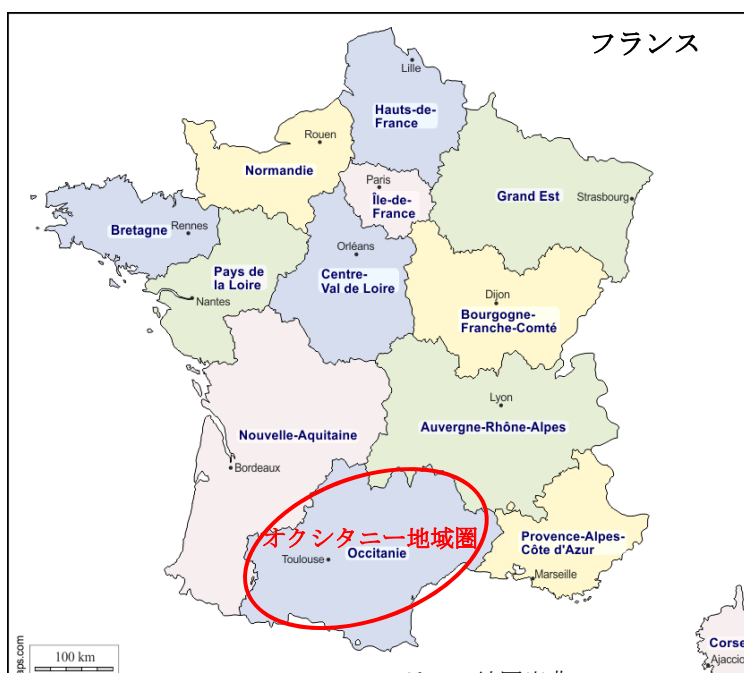 フランス
Lille
Hauts-de-
France
Rouen
Normandie
Paris
Île-de-
France
Grand Est
Strasbourg
Bretagne
Rennes
Orléans
Pays de
la Loire
Centre-
Val de Loire
Nantes
Dijon
Bourgogne-
Franche-Comté
Lyon
Auvergne-Rhône-Alpes
Nouvelle-Aquitaine
Bordeaux
オクシタニー地域圏
Occitanie
Toulouse
Provence-Alpes-
Côte d'Azur
Marseille
Corse
Ajaccio
100 km
aps.com